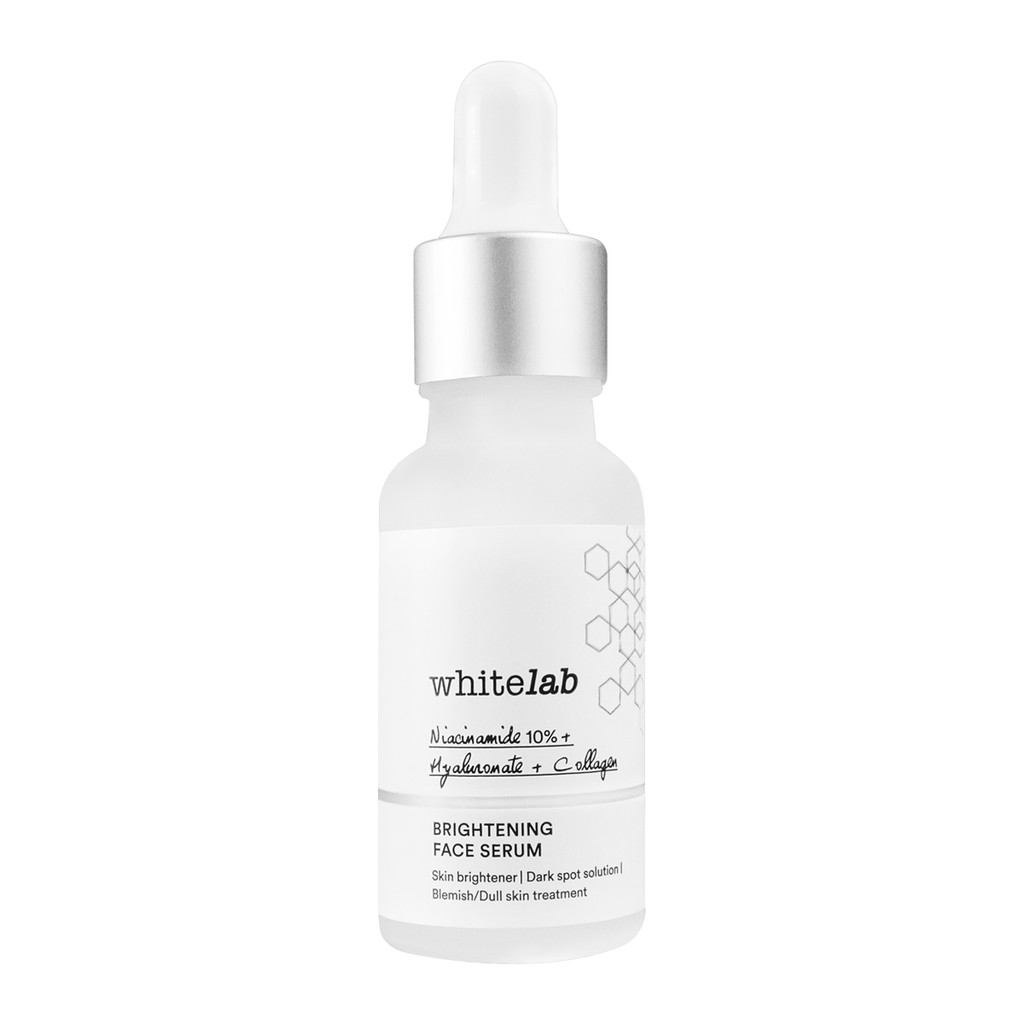 whitelab
Niacinamide 10% +
Hyaluronate + Collagen
BRIGHTENING
FACE SERUM
Skin brightener | Dark spot solution |
Blemish/Dull skin treatment